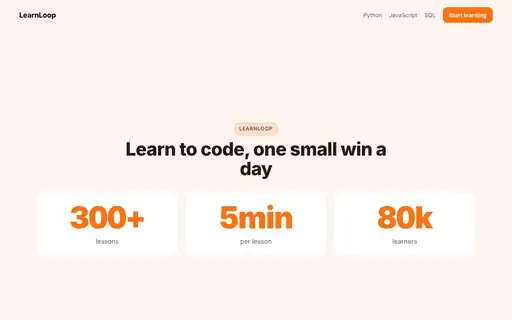 LearnLoop
Python JavaScript SQL Start learning
LEARNLOOP
Learn to code, one small win a
day
300+ 5min 80k
lessons per lesson learners